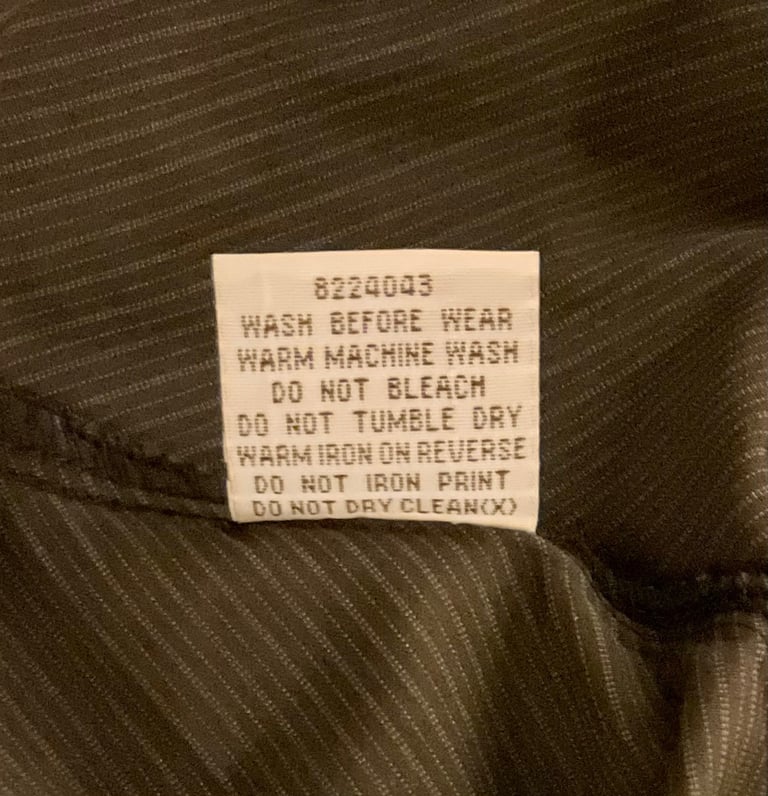 8224043
WASH BEFORE WEAR
WARM MACHINE WASH
DO NOT BLEACH
DO NOT TUMBLE DRY
WARM IRON ON REVERSE
DO NOT IRON PRINT
DO NOT DRY CLEAN(X)